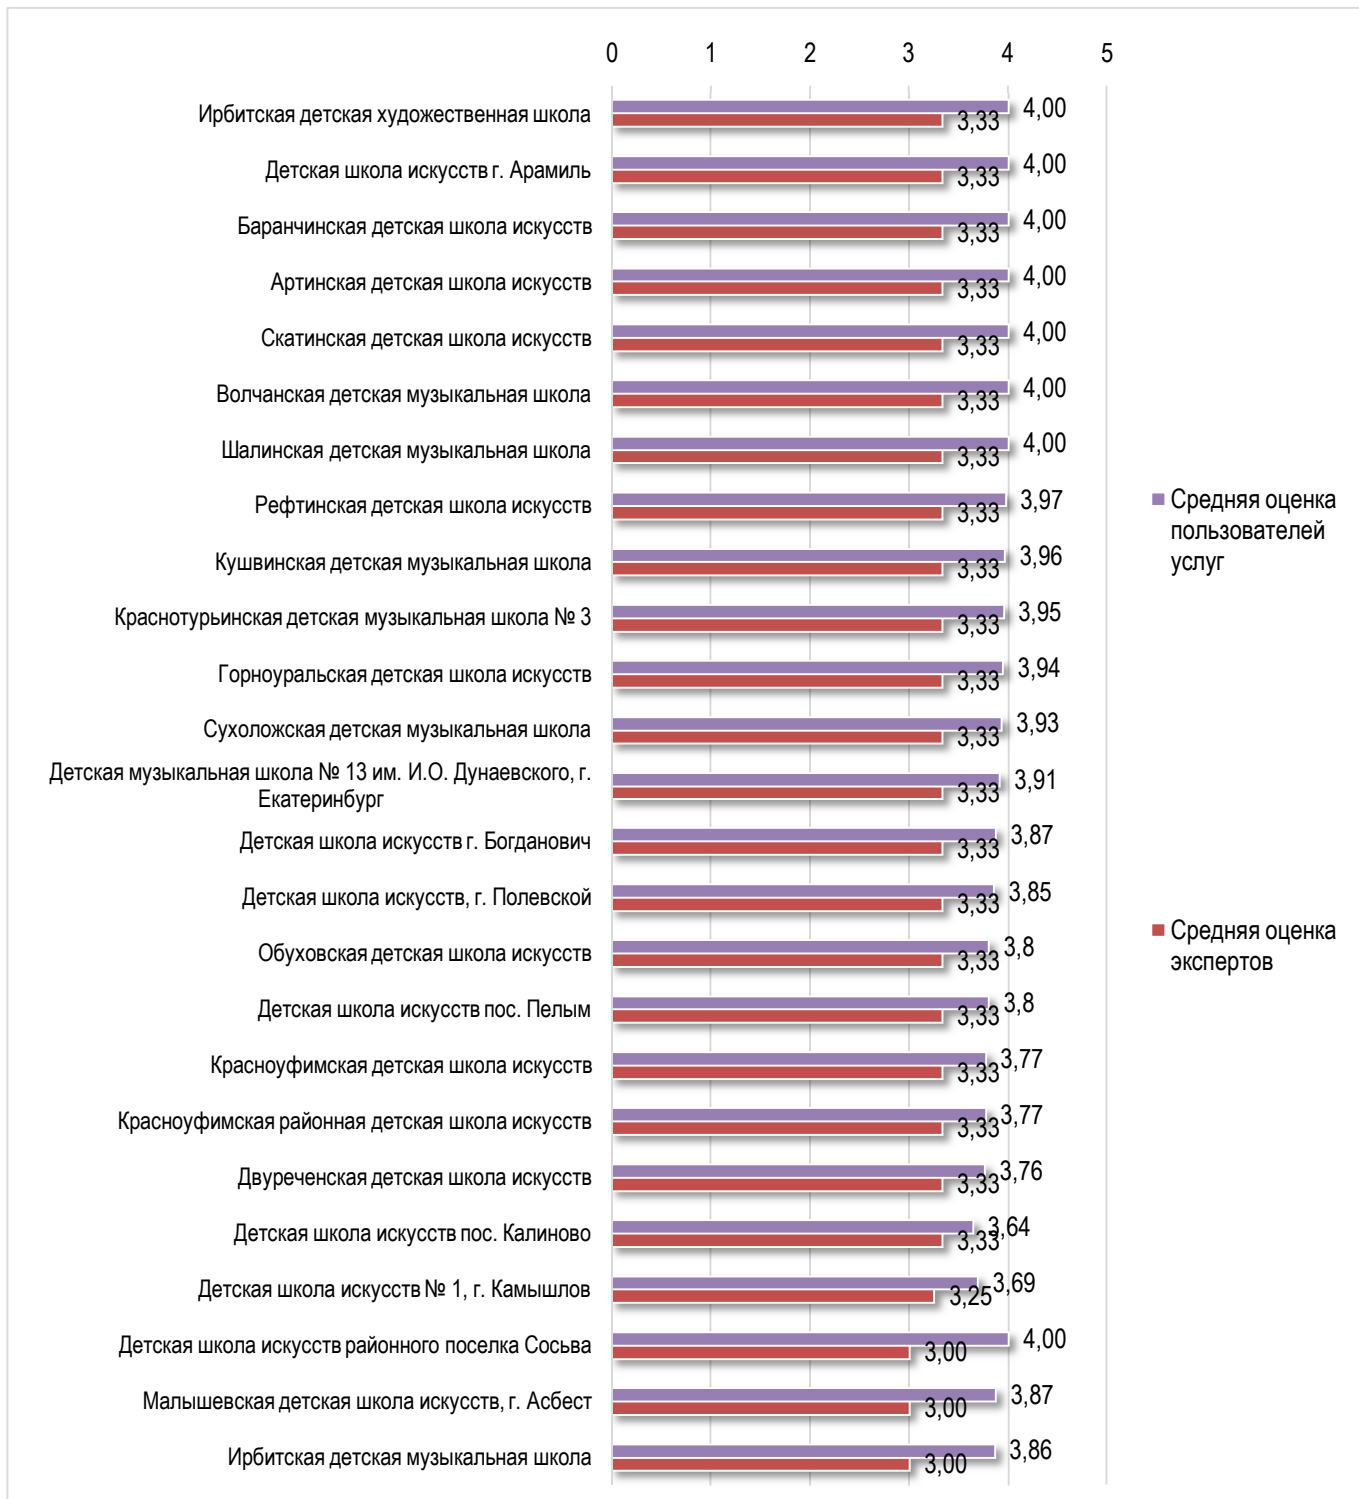 0 1 2 3 4 5
Ирбитская детская художественная школа 4,00
3,33
Детская школа искусств г. Арамиль 4,00
3,33
Баранчинская детская школа искусств 4,00
3,33
Артинская детская школа искусств 4,00
3,33
Скатинская детская школа искусств 4,00
3,33
Волчанская детская музыкальная школа 4,00
3,33
Шалинская детская музыкальная школа 4,00
3,33
Рефтинская детская школа искусств 3,97
3,33
Кушвинская детская музыкальная школа 3,96
3,33
Краснотурьинская детская музыкальная школа № 3 3,95
3,33
Горноуральская детская школа искусств 3,94
3,33
Сухоложская детская музыкальная школа 3,93
3,33
Детская музыкальная школа № 13 им. И.О. Дунаевского, г.
Екатеринбург 3,91
3,33
Детская школа искусств г. Богданович 3,87
3,33
Детская школа искусств, г. Полевской 3,85
3,33
Обуховская детская школа искусств 3,8
3,33
Детская школа искусств пос. Пелым 3,8
3,33
Красноуфимская детская школа искусств 3,77
3,33
Красноуфимская районная детская школа искусств 3,77
3,33
Двуреченская детская школа искусств 3,76
3,33
Детская школа искусств пос. Калиново 3,64
3,33
Детская школа искусств № 1, г. Камышлов 3,69
3,25
Детская школа искусств районного поселка Сосьва 4,00
3,00
Малышевская детская школа искусств, г. Асбест 3,87
3,00
Ирбитская детская музыкальная школа 3,86
3,00
Средняя оценка
пользователей
услуг
Средняя оценка
экспертов